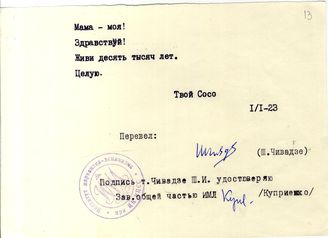 13
Мама - моя!
Здравствуй!
Живи десять тысяч лет.
Целую.
Твой Сосо
I/I-23
Перевел:
(Ш.Чивадзе)
Подпись т.Чивадзе Ш.И. удостоверяю
Зав.общей частью ИМЛ /Куприенко/